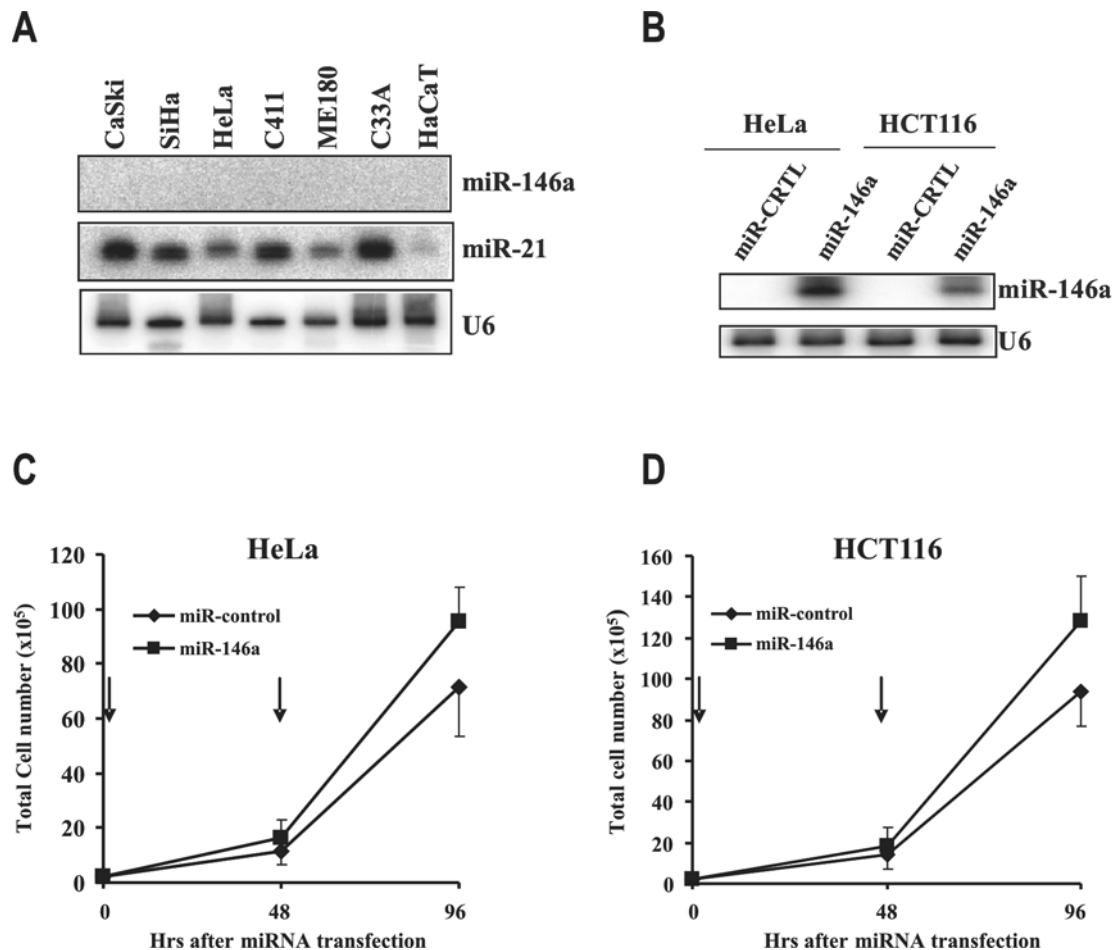 A
CaSki
SiHa
HeLa
C411
ME180
C33A
HaCaT
miR-146a
miR-21
U6
B
HeLa
HCT116
miR-CRTL
miR-146a
miR-CRTL
miR-146a
miR-146a
U6
C
HeLa
Total Cell number (x10⁵)
120
100
80
60
40
20
0
miR-control
miR-146a
0
48
96
Hrs after miRNA transfection
D
HCT116
Total cell number (x10⁵)
160
140
120
100
80
60
40
20
0
miR-control
miR-146a
0
48
96
Hrs after miRNA transfection